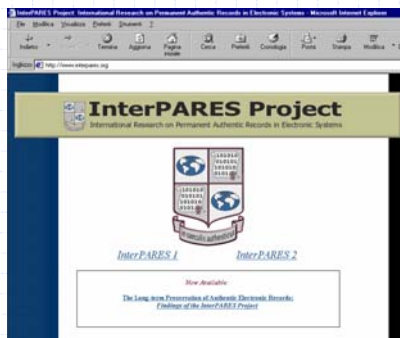 InterPARES Project: International Research on Permanent Authentic Records in Electronic Systems - Microsoft Internet Explorer
File Modifica Visualizza Preferiti Strumenti ?
Indietro Termina Aggiorna Pagina iniziale Cerca Preferiti Cronologia Posta Stampa Modifica
Indirizzo http://www.interpares.org
InterPARES Project
International Research on Permanent Authentic Records in Electronic Systems
InterPARES 1 InterPARES 2
Now Available
The Long-term Preservation of Authentic Electronic Records:
Findings of the InterPARES Project